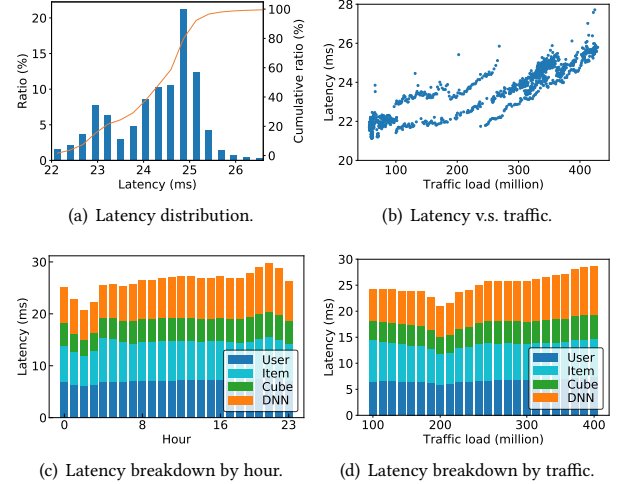 20
15
10
5
0
Ratio (%)
22 23 24 25 26
Latency (ms)
100
80
60
40
20
0
Cumulative ratio (%)
(a) Latency distribution.
28
26
24
22
20
Latency (ms)
100 200 300 400
Traffic load (million)
(b) Latency v.s. traffic.
30
20
10
0
Latency (ms)
User
Item
Cube
DNN
0 8 16 23
Hour
(c) Latency breakdown by hour.
30
25
20
15
10
5
0
Latency (ms)
User
Item
Cube
DNN
100 200 300 400
Traffic load (million)
(d) Latency breakdown by traffic.